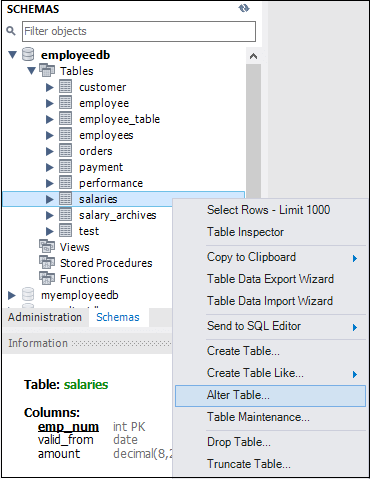 SCHEMAS
Filter objects
employeedb
Tables
customer
employee
employee_table
employees
orders
payment
performance
salaries
salary_archives
test
Views
Stored Procedures
Functions
myemployeedb
Administration Schemas
Information
Table: salaries
Columns:
emp_num int PK
valid_from date
amount decimal(8,2
Select Rows - Limit 1000
Table Inspector
Copy to Clipboard
Table Data Export Wizard
Table Data Import Wizard
Send to SQL Editor
Create Table...
Create Table Like...
Alter Table...
Table Maintenance...
Drop Table...
Truncate Table...